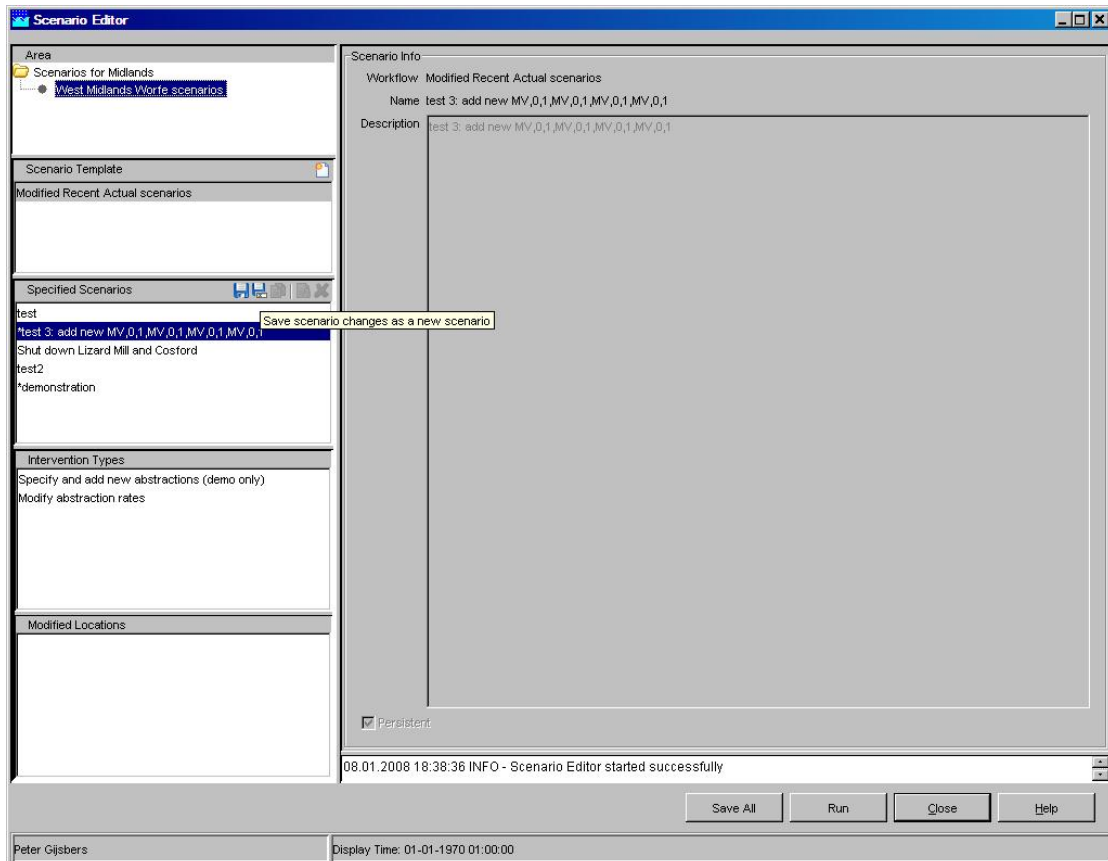 Scenario Editor
Area
Scenarios for Midlands
West Midlands Worfe scenarios
Scenario Template
Modified Recent Actual scenarios
Specified Scenarios
test
*test 3: add new MV,0,1,MV,0,1,MV,0,1,MV,0,1
Shut down Lizard Mill and Cosford
test2
*demonstration
Save scenario changes as a new scenario
Intervention Types
Specify and add new abstractions (demo only)
Modify abstraction rates
Modified Locations
Scenario Info
Workflow Modified Recent Actual scenarios
Name test 3: add new MV,0,1,MV,0,1,MV,0,1,MV,0,1
Description test 3: add new MV,0,1,MV,0,1,MV,0,1,MV,0,1
Persistent
08.01.2008 18:38:36 INFO - Scenario Editor started successfully
Save All Run Close Help
Peter Gijsbers Display Time: 01-01-1970 01:00:00